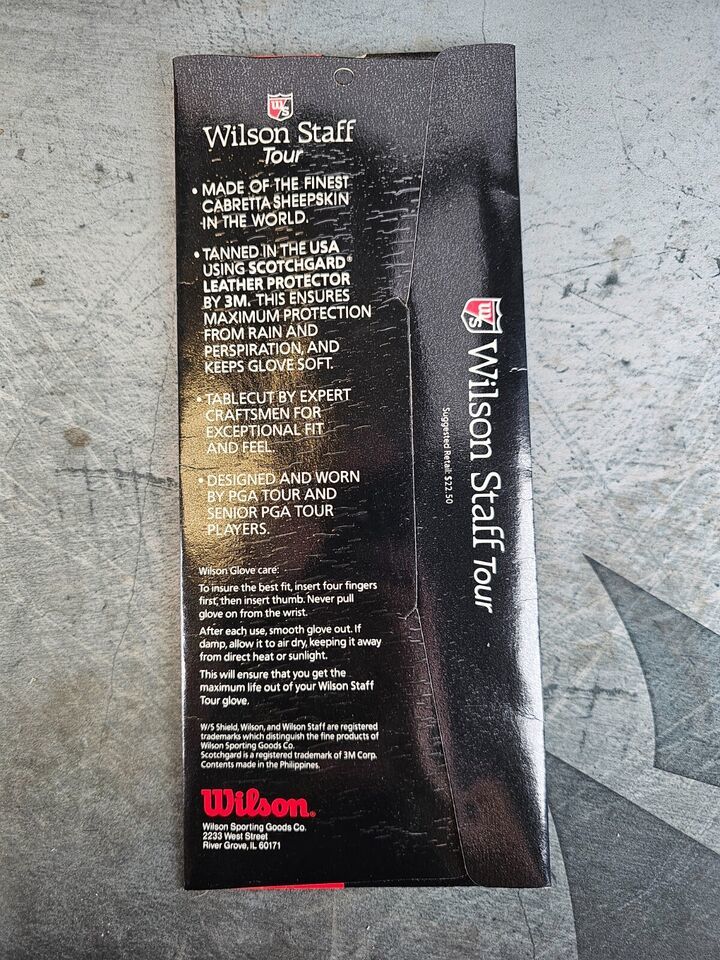 W/S
Wilson Staff
Tour
• MADE OF THE FINEST
CABRETTA SHEEPSKIN
IN THE WORLD.
• TANNED IN THE USA
USING SCOTCHGARD®
LEATHER PROTECTOR
BY 3M. THIS ENSURES
MAXIMUM PROTECTION
FROM RAIN AND
PERSPIRATION, AND
KEEPS GLOVE SOFT.
• TABLECUT BY EXPERT
CRAFTSMEN FOR
EXCEPTIONAL FIT
AND FEEL.
• DESIGNED AND WORN
BY PGA TOUR AND
SENIOR PGA TOUR
PLAYERS.
Wilson Glove care:
To insure the best fit, insert four fingers
first, then insert thumb. Never pull
glove on from the wrist.
After each use, smooth glove out. If
damp, allow it to air dry, keeping it away
from direct heat or sunlight.
This will ensure that you get the
maximum life out of your Wilson Staff
Tour glove.
W/S Shield, Wilson, and Wilson Staff are registered
trademarks which distinguish the fine products of
Wilson Sporting Goods Co.
Scotchgard is a registered trademark of 3M Corp.
Contents made in the Philippines.
Wilson®
Wilson Sporting Goods Co.
2233 West Street
River Grove, IL 60171
W/S Wilson Staff Tour
Suggested Retail: $22.50